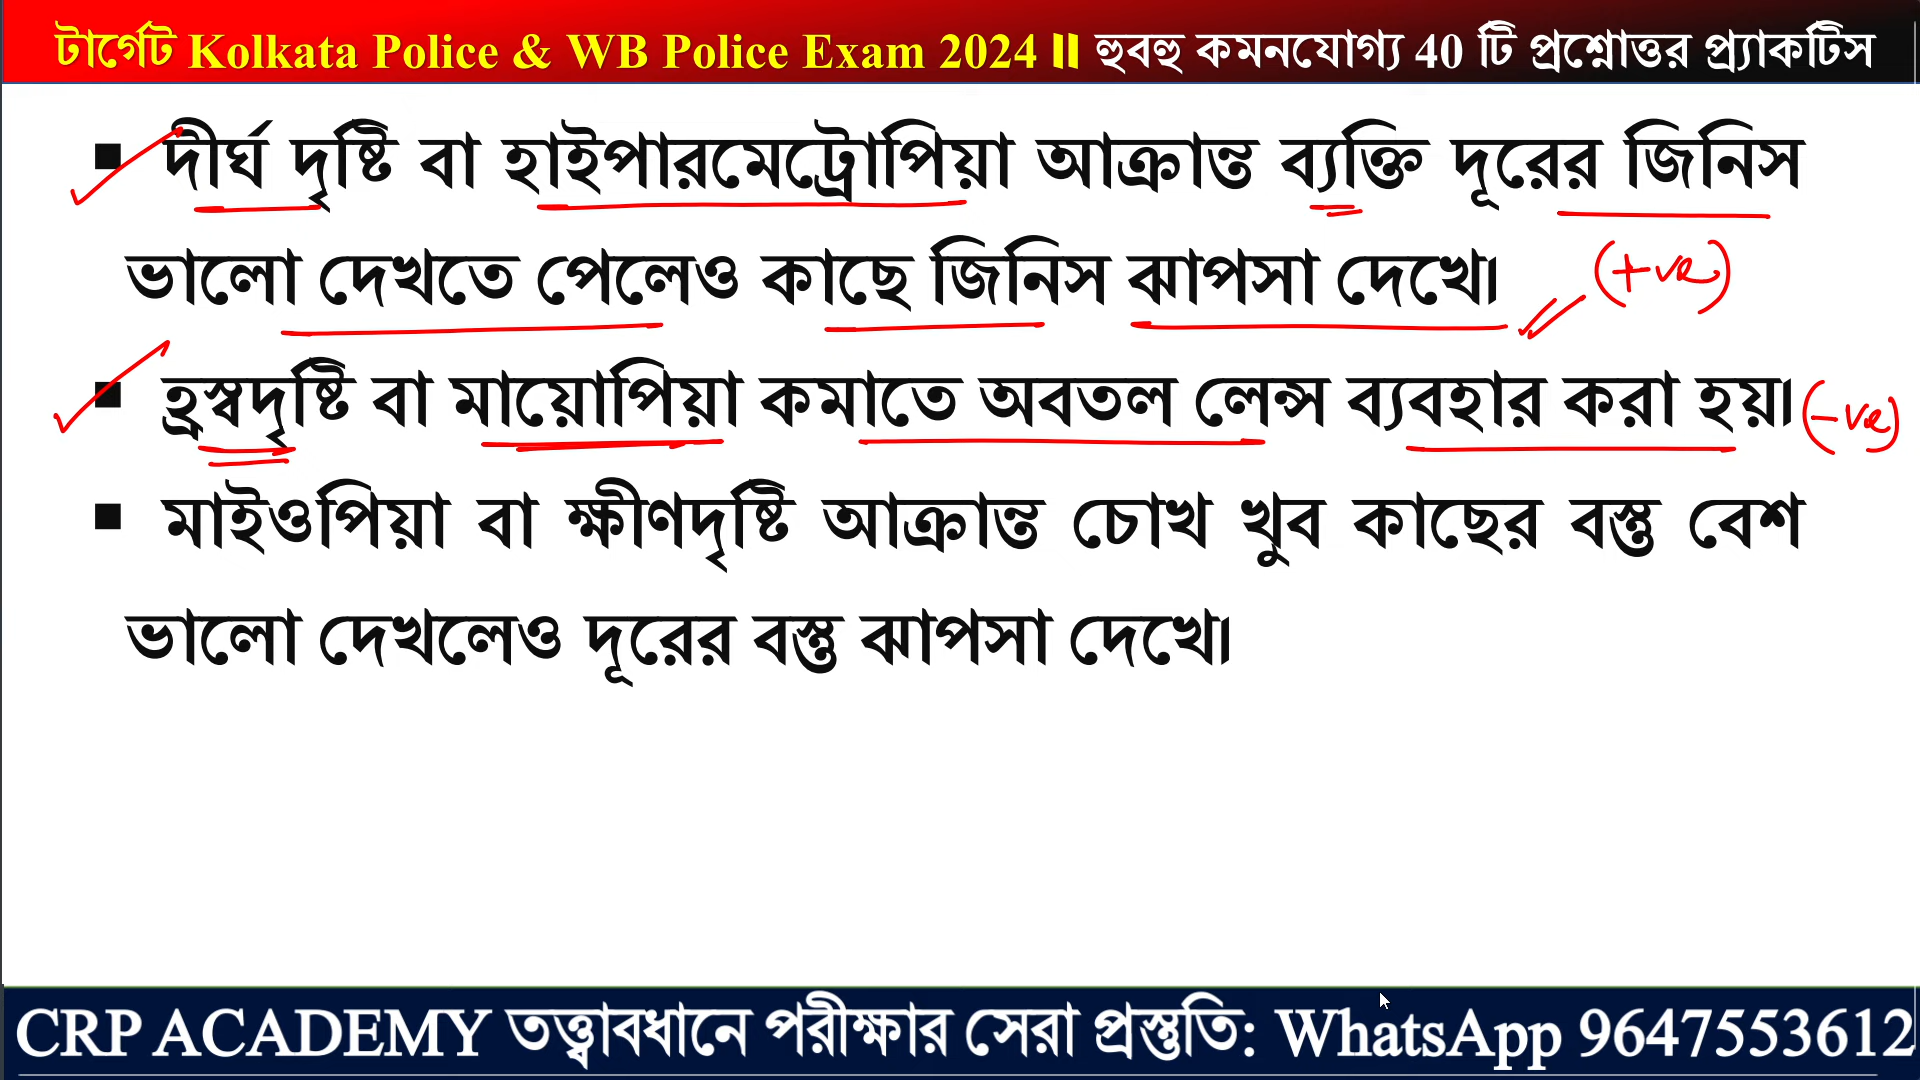 টার্গেট Kolkata Police & WB Police Exam 2024 ll হুবহু কমনযোগ্য 40 টি প্রশ্নোত্তর প্র্যাকটিস
▪ দীর্ঘ দৃষ্টি বা হাইপারমেট্রোপিয়া আক্রান্ত ব্যক্তি দূরের জিনিস
ভালো দেখতে পেলেও কাছে জিনিস ঝাপসা দেখে। (+ve)
▪ হ্রস্বদৃষ্টি বা মায়োপিয়া কমাতে অবতল লেন্স ব্যবহার করা হয়। (-ve)
▪ মাইওপিয়া বা ক্ষীণদৃষ্টি আক্রান্ত চোখ খুব কাছের বস্তু বেশ
ভালো দেখলেও দূরের বস্তু ঝাপসা দেখে।
CRP ACADEMY তত্ত্বাবধানে পরীক্ষার সেরা প্রস্তুতি: WhatsApp 9647553612